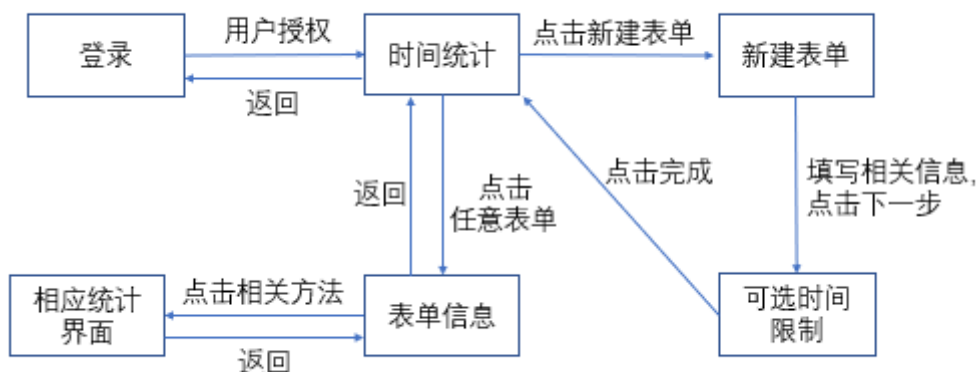 登录
用户授权
返回
时间统计
点击新建表单
新建表单
返回
点击
任意表单
点击完成
填写相关信息,
点击下一步
相应统计
界面
点击相关方法
返回
表单信息
可选时间
限制